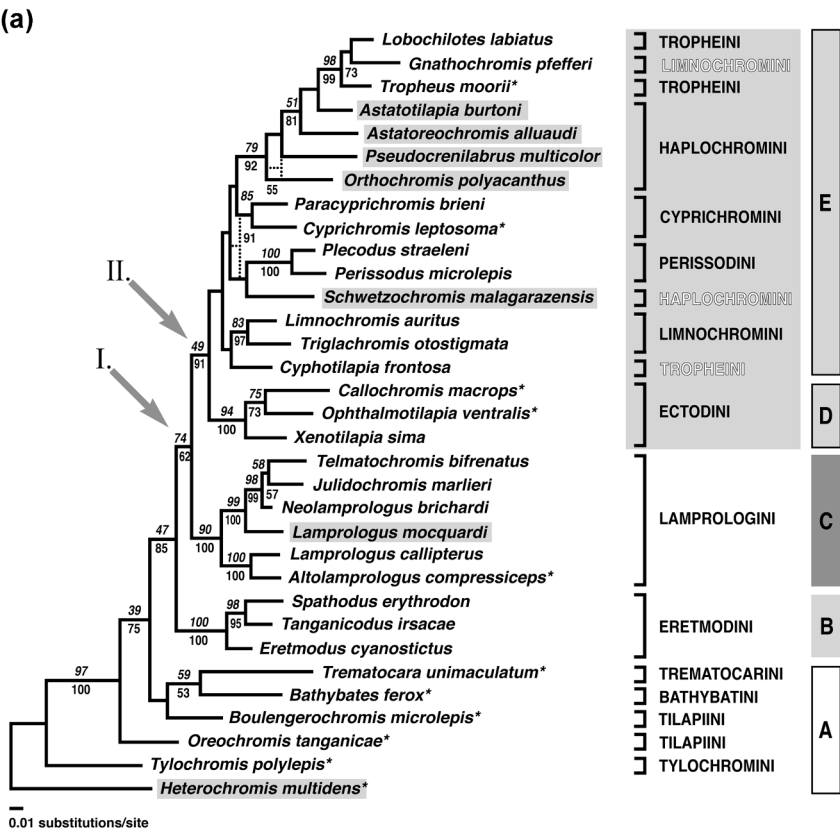 (a)
Lobochilotes labiatus TROPHEINI
98 Gnathochromis pfefferi LIMNOCHROMINI
99 73 Tropheus moorii* TROPHEINI
51 Astatotilapia burtoni
81 Astatoreochromis alluaudi
79 Pseudocrenilabrus multicolor HAPLOCHROMINI
92 Orthochromis polyacanthus
55
85 Paracyprichromis brieni E
Cyprichromis leptosoma* CYPRICHROMINI
91
100 Plecodus straeleni
100 Perissodus microlepis PERISSODINI
II. Schwetzochromis malagarazensis HAPLOCHROMINI
83 Limnochromis auritus
97 Triglachromis otostigmata LIMNOCHROMINI
49
91 Cyphotilapia frontosa TROPHEINI
I.
75 Callochromis macrops*
94 73 Ophthalmotilapia ventralis* ECTODINI D
100 Xenotilapia sima
74
62
58 Telmatochromis bifrenatus
98 Julidochromis marlieri
99 57
99 Neolamprologus brichardi
100 LAMPROLOGINI C
90 Lamprologus mocquardi
100
100 Lamprologus callipterus
100 Altolamprologus compressiceps*
47
85
98 Spathodus erythrodon
100 95 Tanganicodus irsacae ERETMODINI B
100 Eretmodus cyanostictus
39
75
59 Trematocara unimaculatum* TREMATOCARINI
53 Bathybates ferox* BATHYBATINI
97 Boulengerochromis microlepis* TILAPIINI A
100 Oreochromis tanganicae* TILAPIINI
Tylochromis polylepis* TYLOCHROMINI
Heterochromis multidens*
0.01 substitutions/site